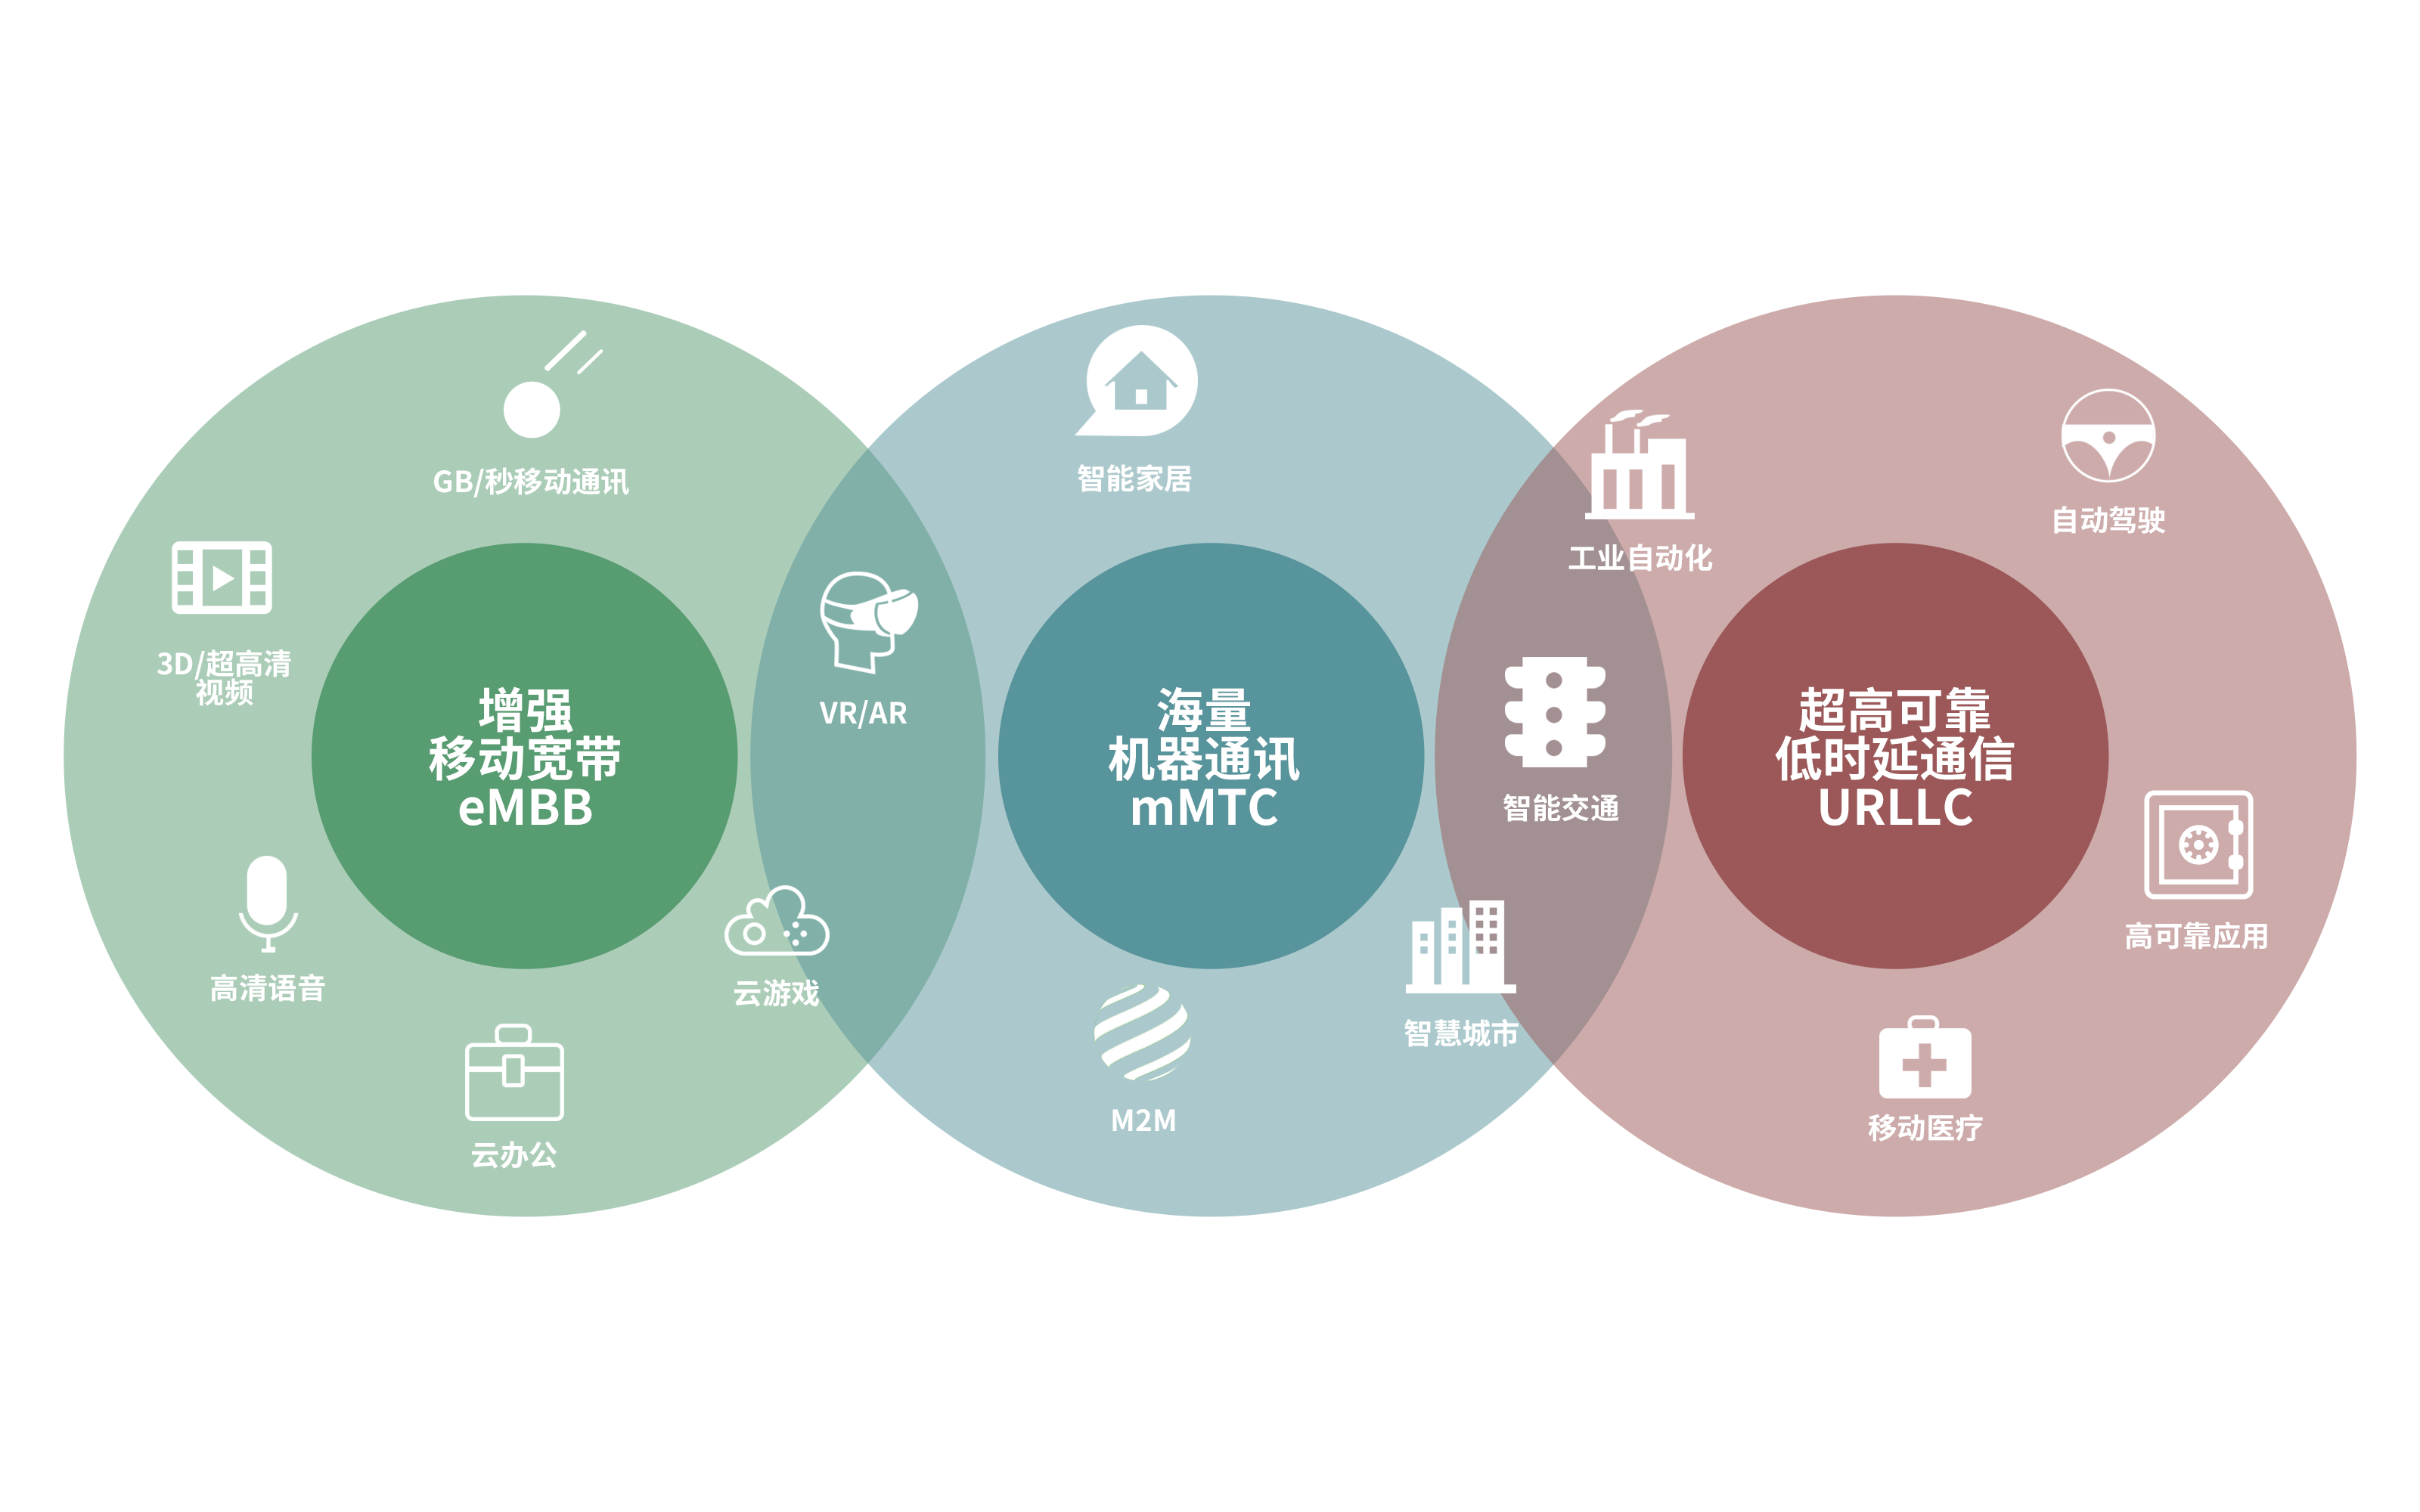 GB/秒移动通讯
3D/超高清
视频
增强
移动宽带
eMBB
高清语音
云办公
VR/AR
云游戏
智能家居
海量
机器通讯
mMTC
M2M
工业自动化
智能交通
智慧城市
自动驾驶
超高可靠
低时延通信
URLLC
高可靠应用
移动医疗